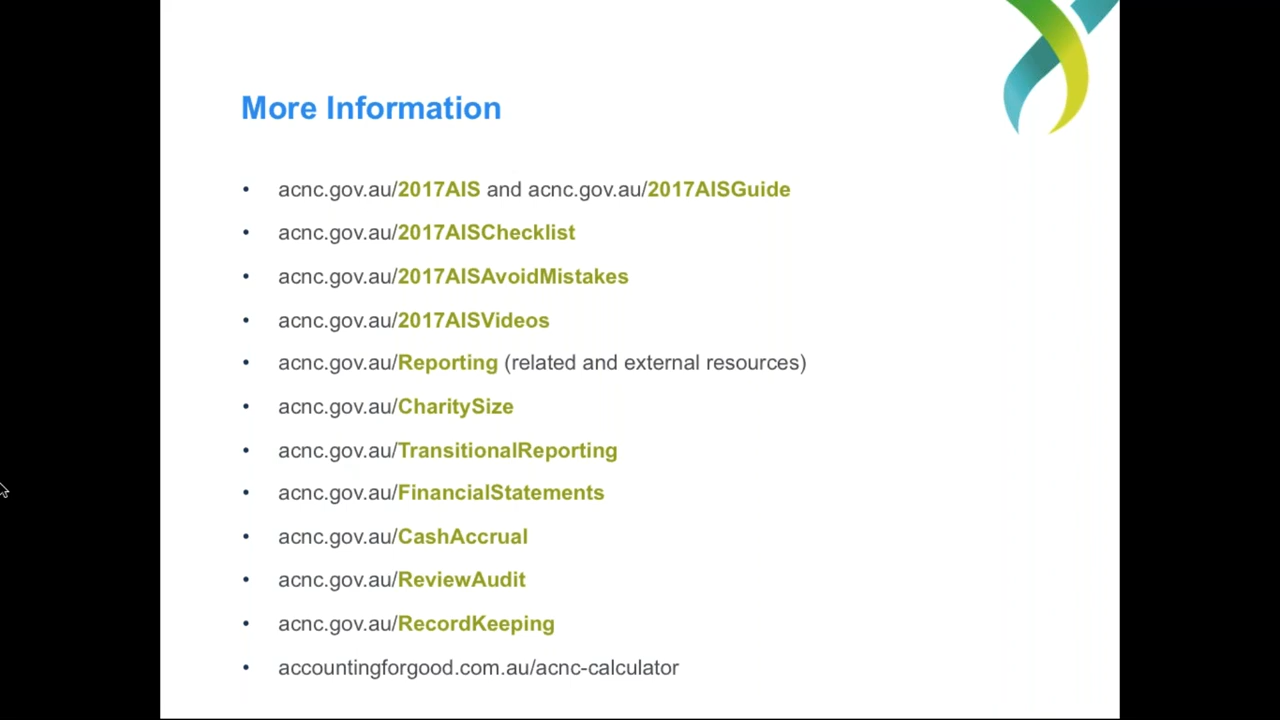 More Information
• acnc.gov.au/2017AIS and acnc.gov.au/2017AISGuide
• acnc.gov.au/2017AISChecklist
• acnc.gov.au/2017AISAvoidMistakes
• acnc.gov.au/2017AISVideos
• acnc.gov.au/Reporting (related and external resources)
• acnc.gov.au/CharitySize
• acnc.gov.au/TransitionalReporting
• acnc.gov.au/FinancialStatements
• acnc.gov.au/CashAccrual
• acnc.gov.au/ReviewAudit
• acnc.gov.au/RecordKeeping
• accountingforgood.com.au/acnc-calculator